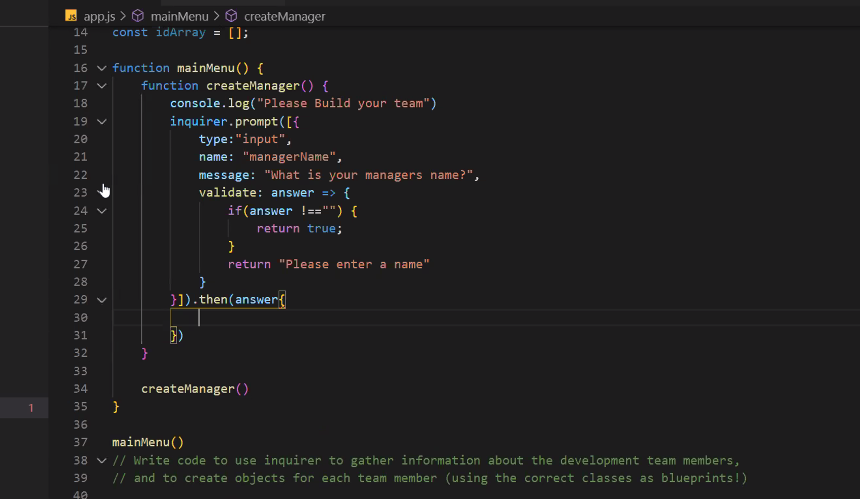 JS app.js > mainMenu > createManager
14 const idArray = [];
15
16 function mainMenu() {
17 function createManager() {
18 console.log("Please Build your team")
19 inquirer.prompt([{
20 type:"input",
21 name: "managerName",
22 message: "What is your managers name?",
23 validate: answer => {
24 if(answer !=="") {
25 return true;
26 }
27 return "Please enter a name"
28 }
29 }]).then(answer{
30
31 })
32 }
33
34 createManager()
1
35 }
36
37 mainMenu()
38 // Write code to use inquirer to gather information about the development team members,
39 // and to create objects for each team member (using the correct classes as blueprints!)
40